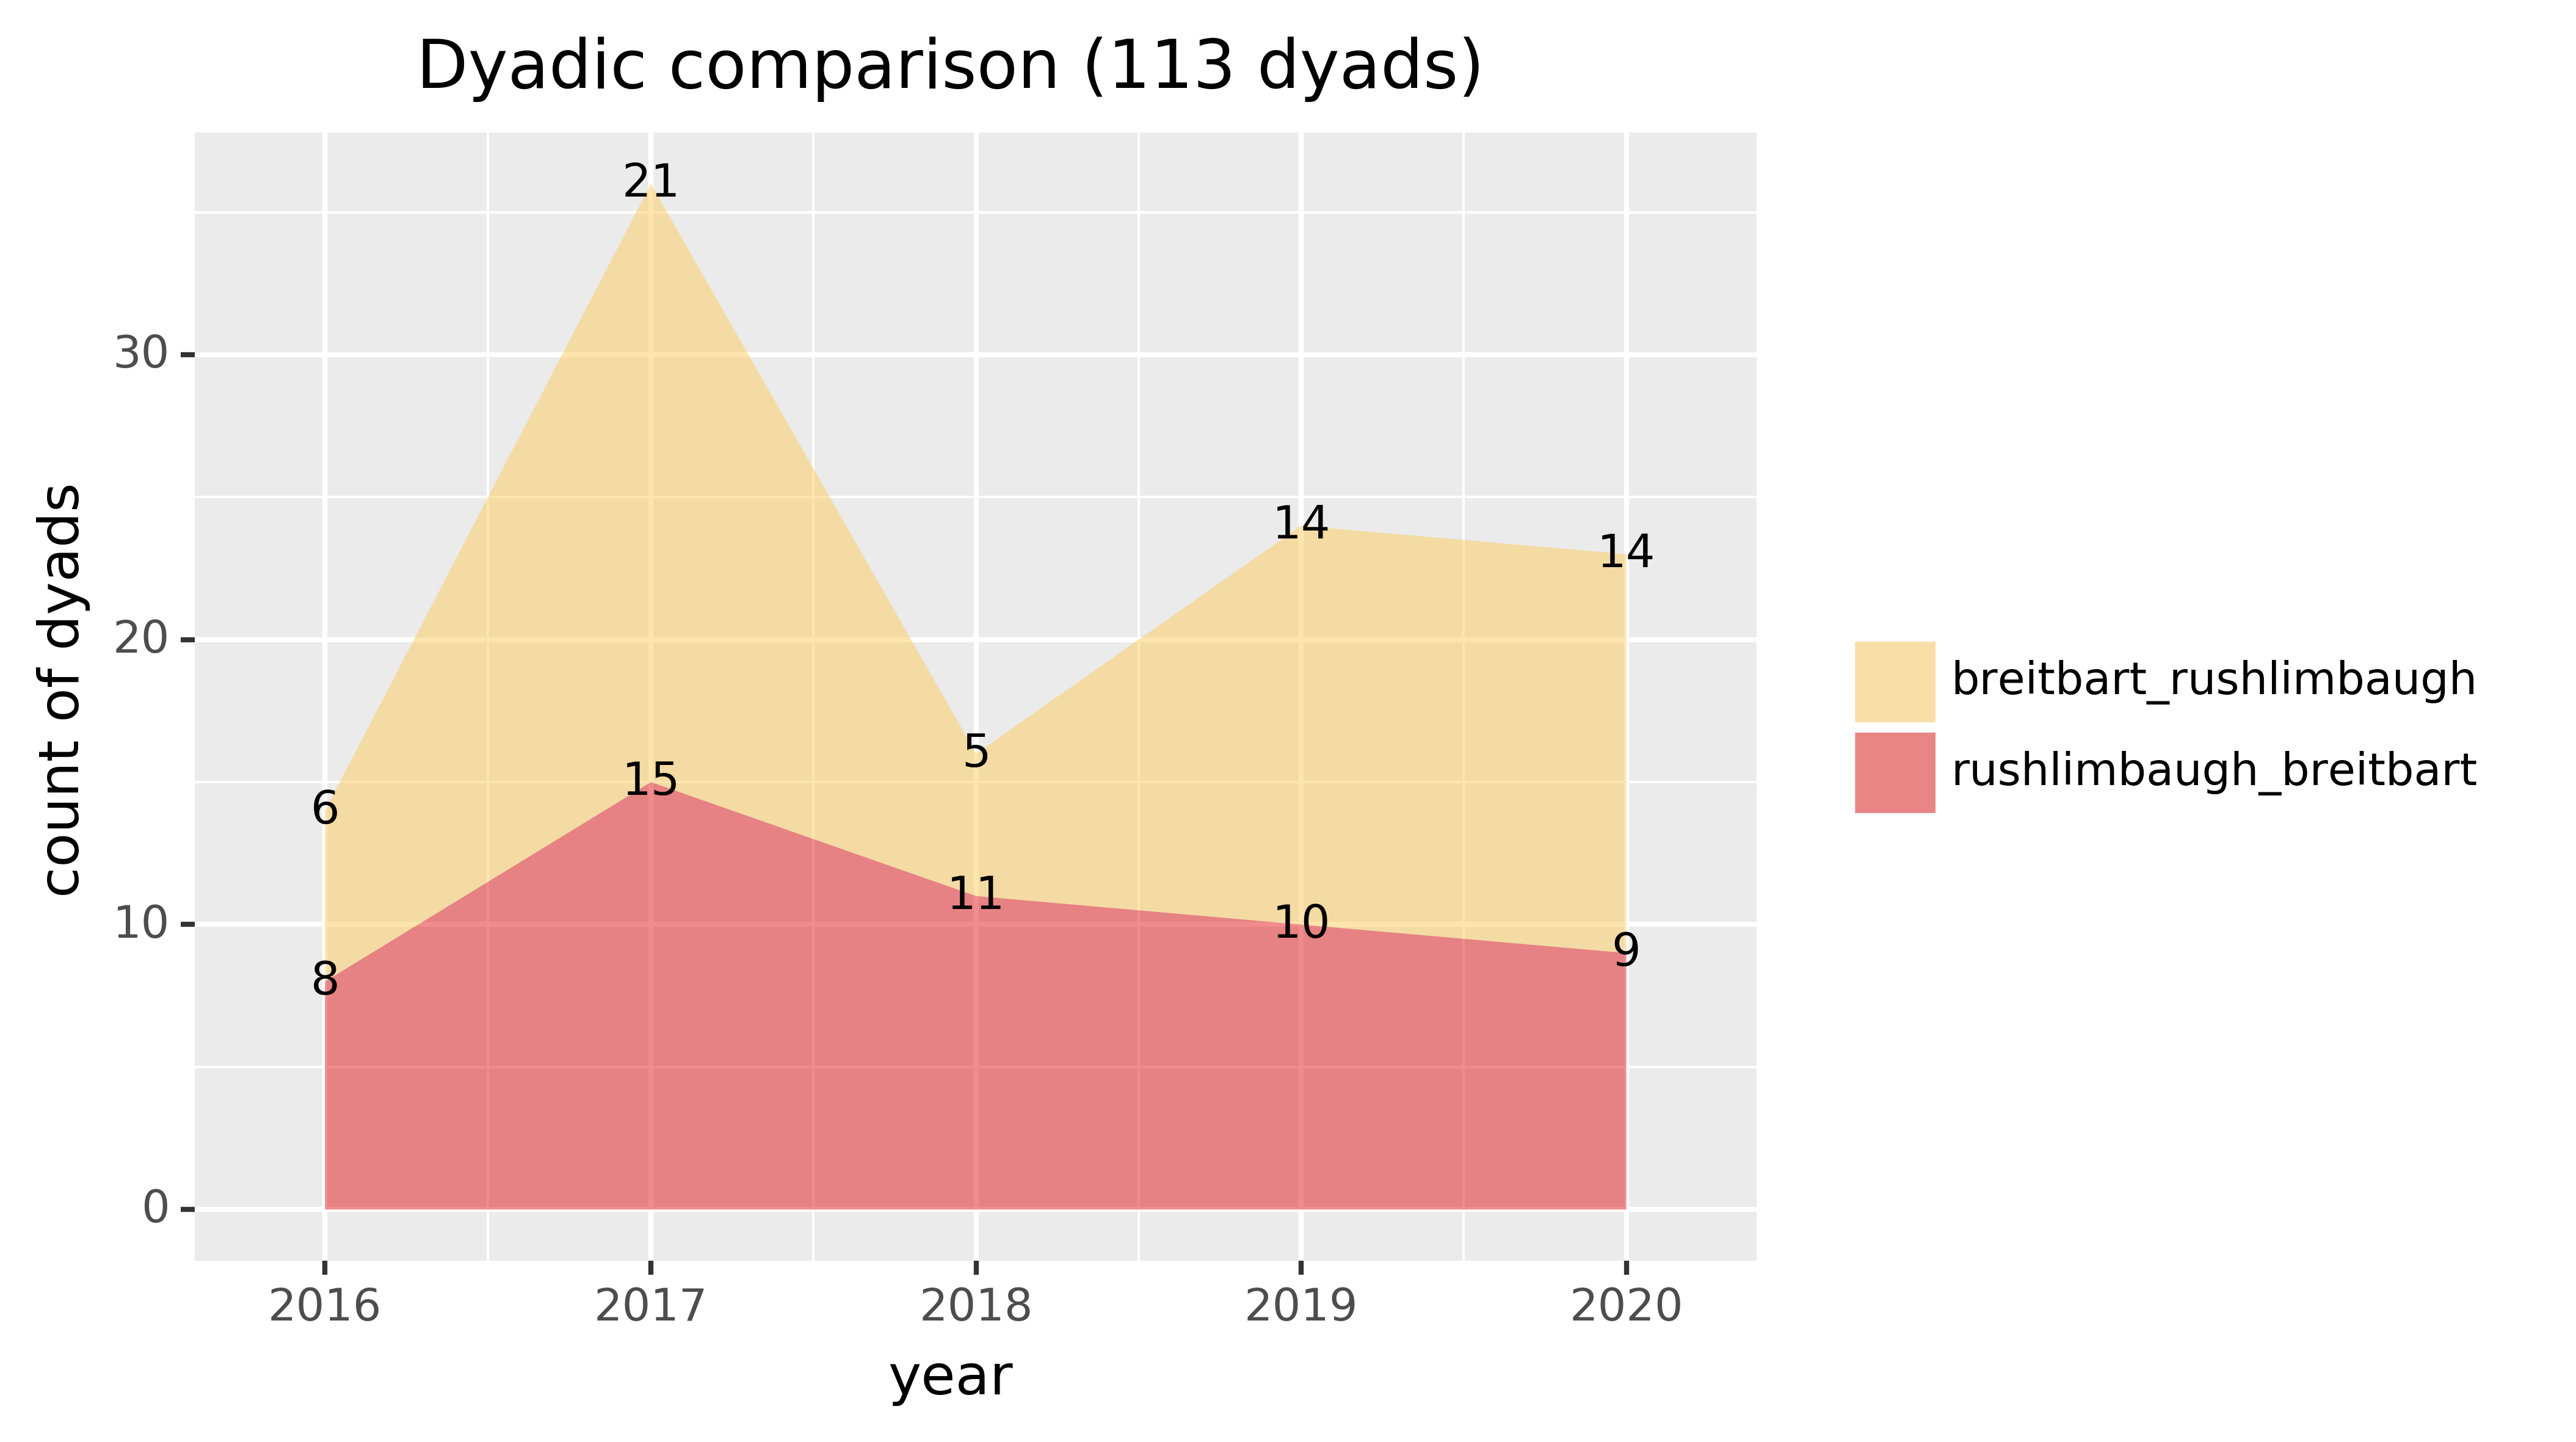 Dyadic comparison (113 dyads)
count of dyads
30
20
10
0
21
14
14
5
6
15
11
10
9
8
2016 2017 2018 2019 2020
year
breitbart_rushlimbaugh
rushlimbaugh_breitbart